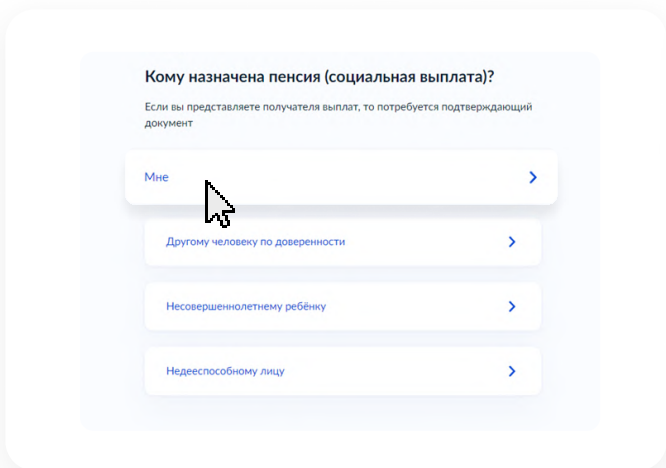 Кому назначена пенсия (социальная выплата)?
Если вы представляете получателя выплат, то потребуется подтверждающий
документ
Мне
Другому человеку по доверенности
Несовершеннолетнему ребёнку
Недееспособному лицу